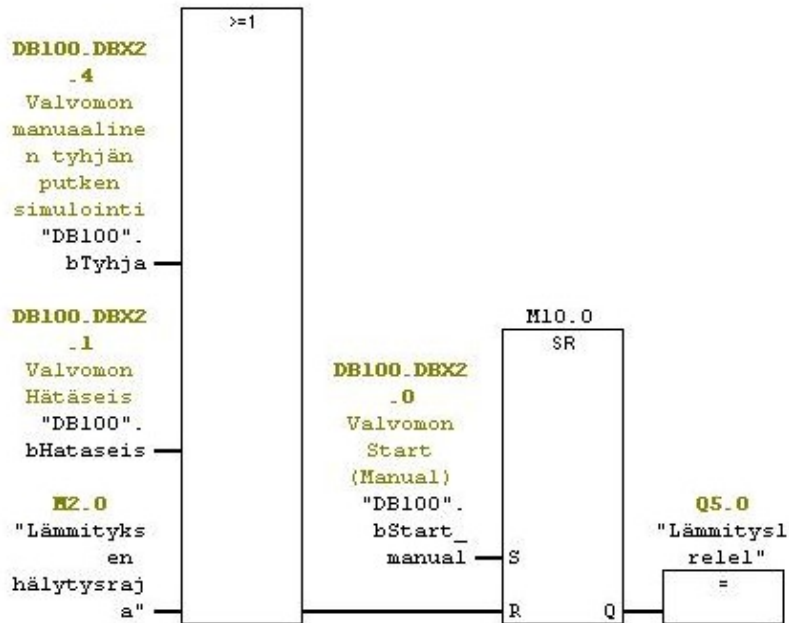 >=1
DB100.DBX2
.4
Valvomon
manuaaline
n tyhjän
putken
simulointi
"DB100".
bTyhja
DB100.DBX2
.1
Valvomon
Hätäseis
"DB100".
bHataseis
M2.0
"Lämmityks
en
hälytysraj
a"
DB100.DBX2
.0
Valvomon
Start
(Manual)
"DB100".
bStart_
manual
M10.0
SR
S
R
Q
Q5.0
"Lämmitysl
rele1"
=